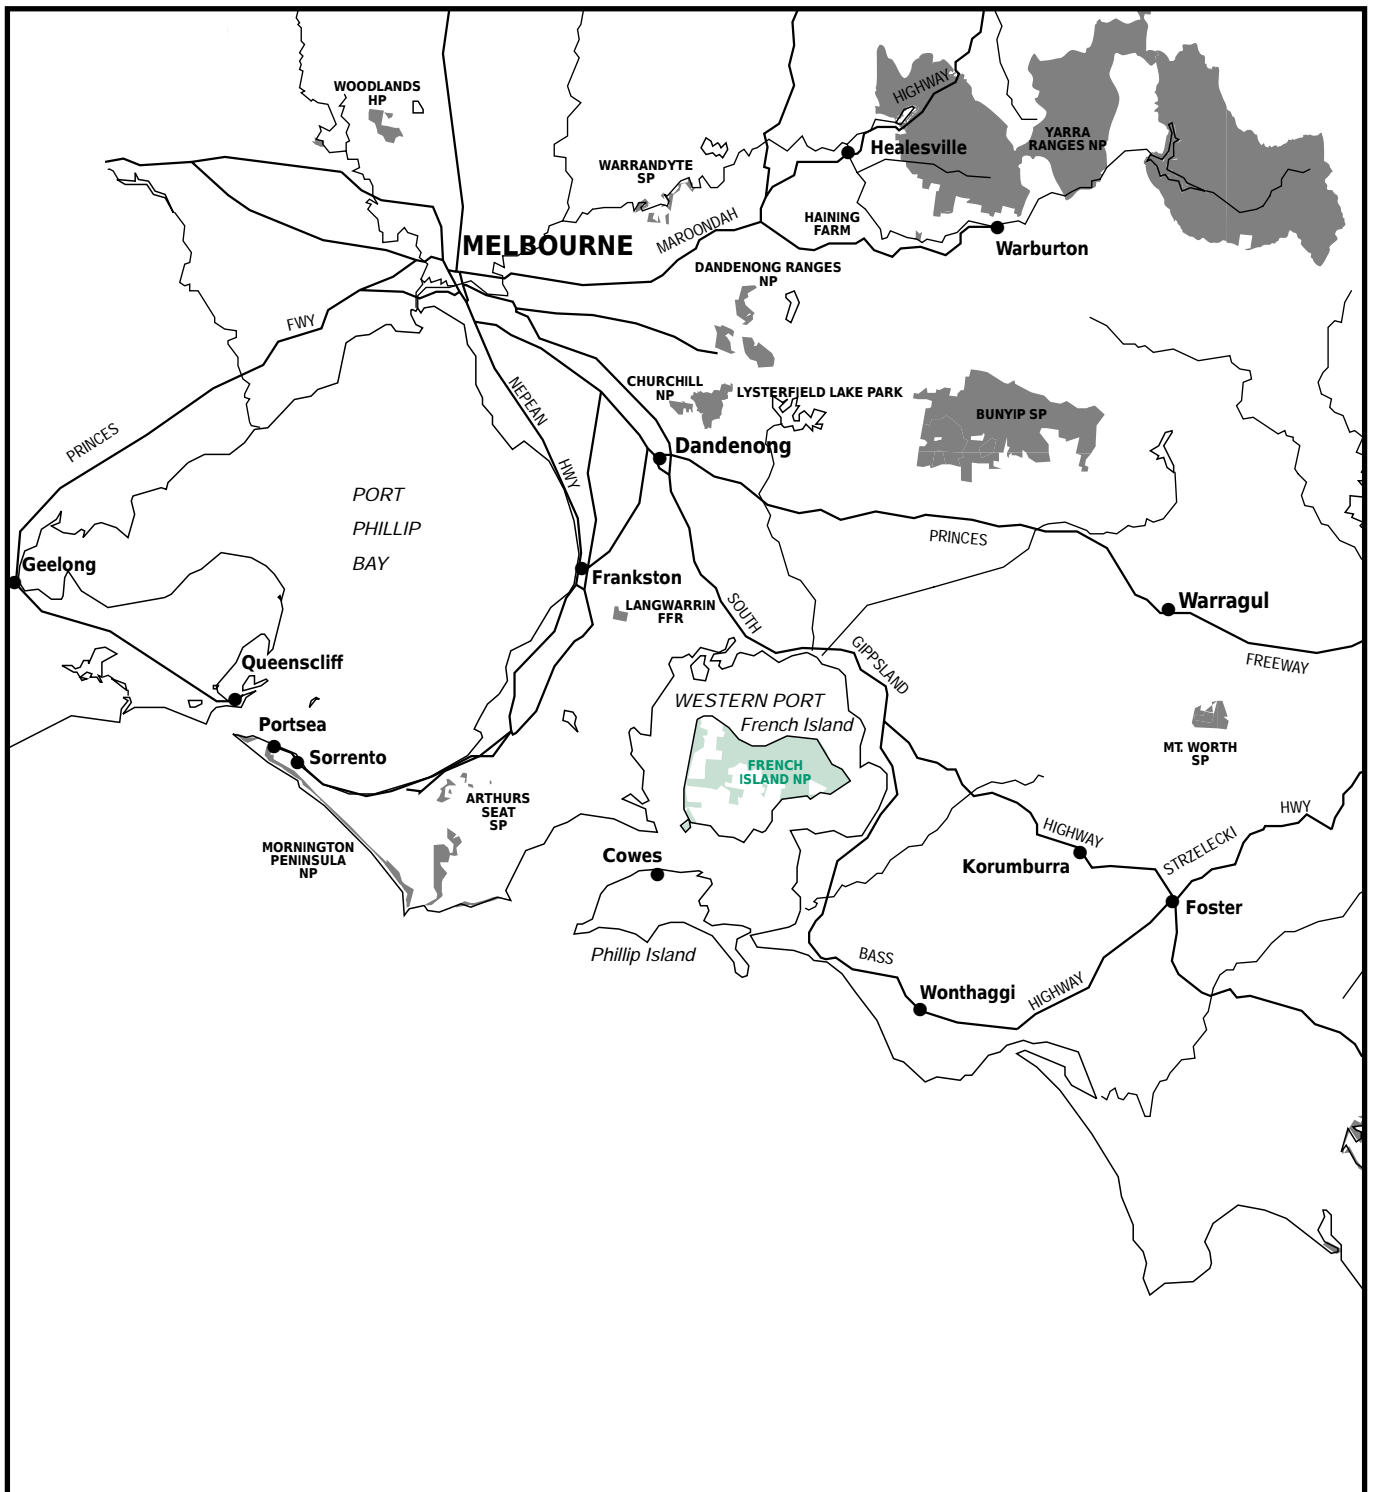 HIGHWAY
WOODLANDS
HP
YARRA
RANGES NP
Healesville
WARRANDYTE
SP
MAROONDAH
HAINING
FARM
MELBOURNE
Warburton
DANDENONG RANGES
NP
FWY
NEPEAN
HWY
CHURCHILL
NP
LYSTERFIELD LAKE PARK
BUNYIP SP
PRINCES
Dandenong
PORT
PHILLIP
BAY
PRINCES
Geelong
Frankston
LANGWARRIN
FFR
SOUTH
GIPPSLAND
Warragul
FREEWAY
Queenscliff
WESTERN PORT
French Island
Portsea
Sorrento
FRENCH
ISLAND NP
MT. WORTH
SP
ARTHURS
SEAT
SP
HWY
HIGHWAY
STRZELECKI
MORNINGTON
PENINSULA
NP
Cowes
Korumburra
Foster
Phillip Island
BASS
Wonthaggi
HIGHWAY